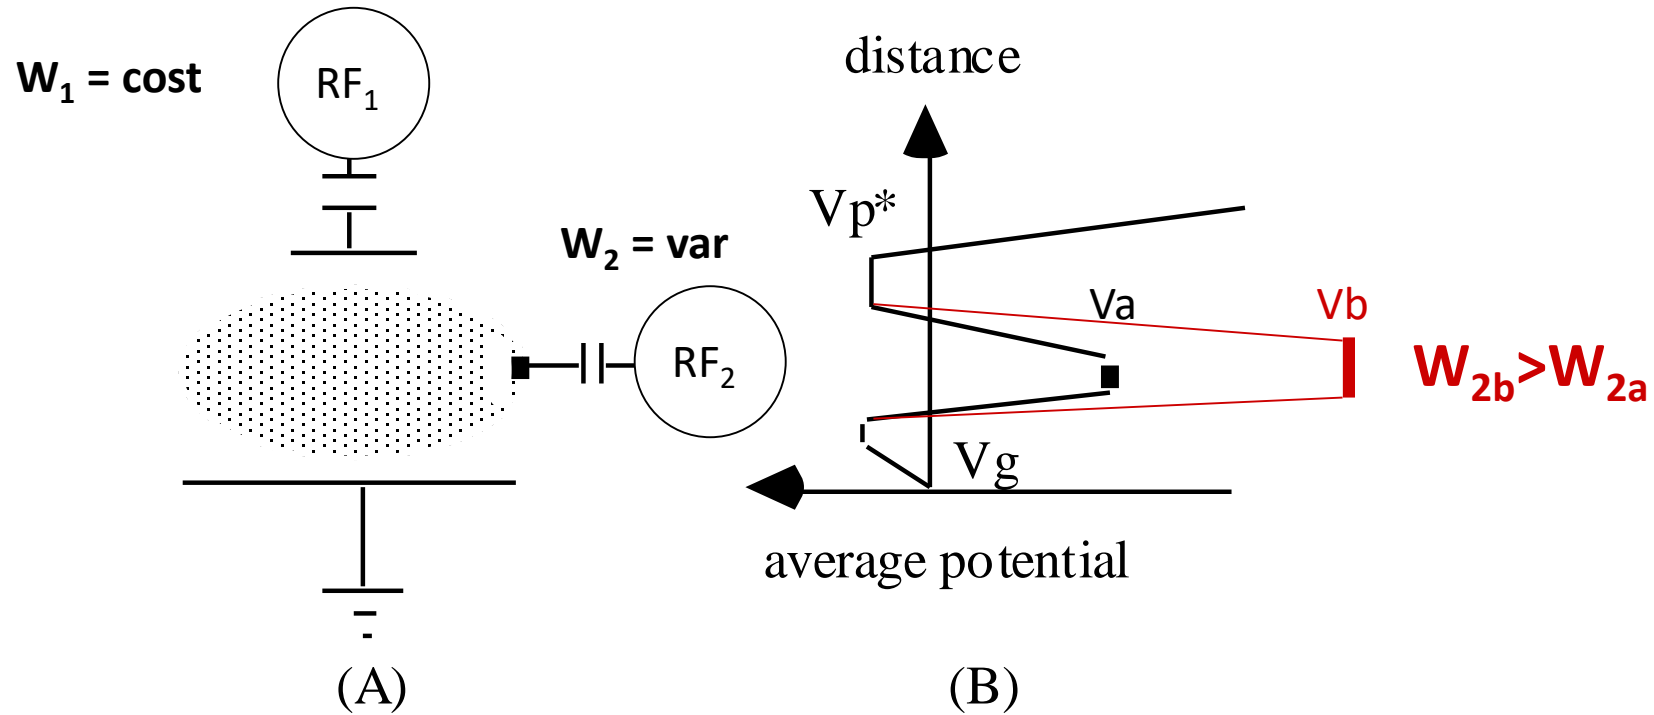 W₁ = cost
RF₁
W₂ = var
RF₂
(A)
distance
Vp*
Va
Vb
W₂b>W₂a
Vg
average potential
(B)